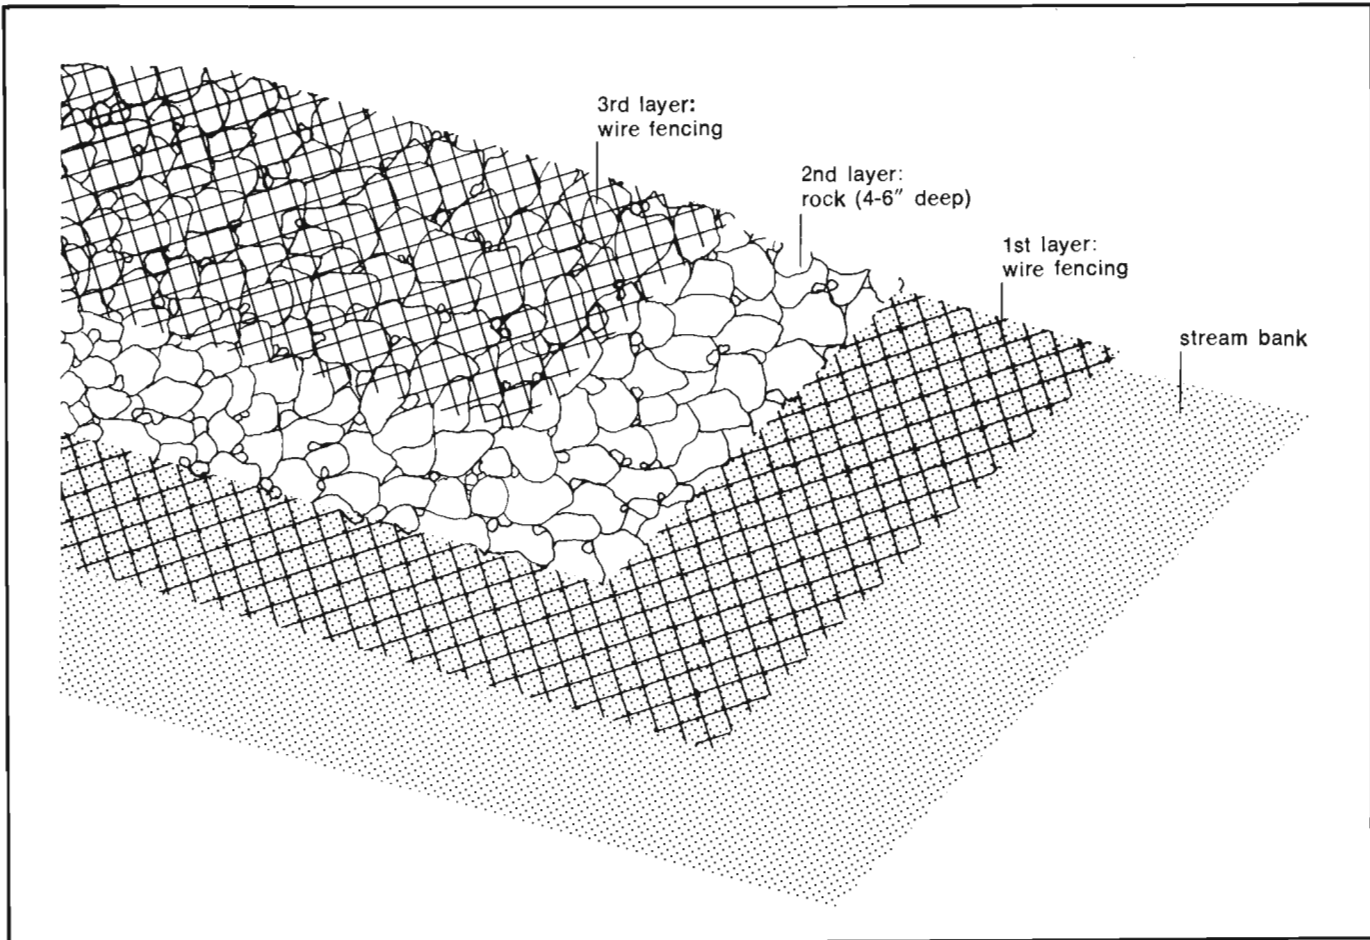 3rd layer:
wire fencing
2nd layer:
rock (4-6″ deep)
1st layer:
wire fencing
stream bank